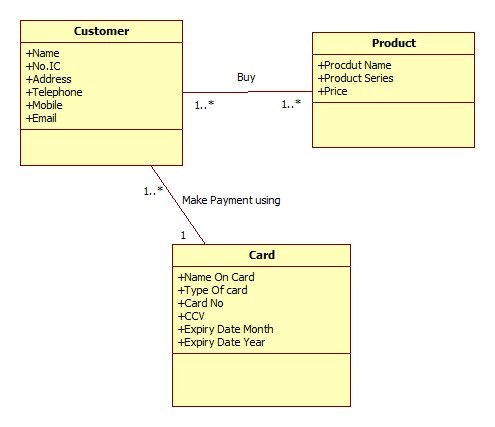 Customer
+Name
+No.IC
+Address
+Telephone
+Mobile
+Email
Buy
1..*
1..*
Product
+Procdut Name
+Product Series
+Price
1..*
Make Payment using
1
Card
+Name On Card
+Type Of card
+Card No
+CCV
+Expiry Date Month
+Expiry Date Year